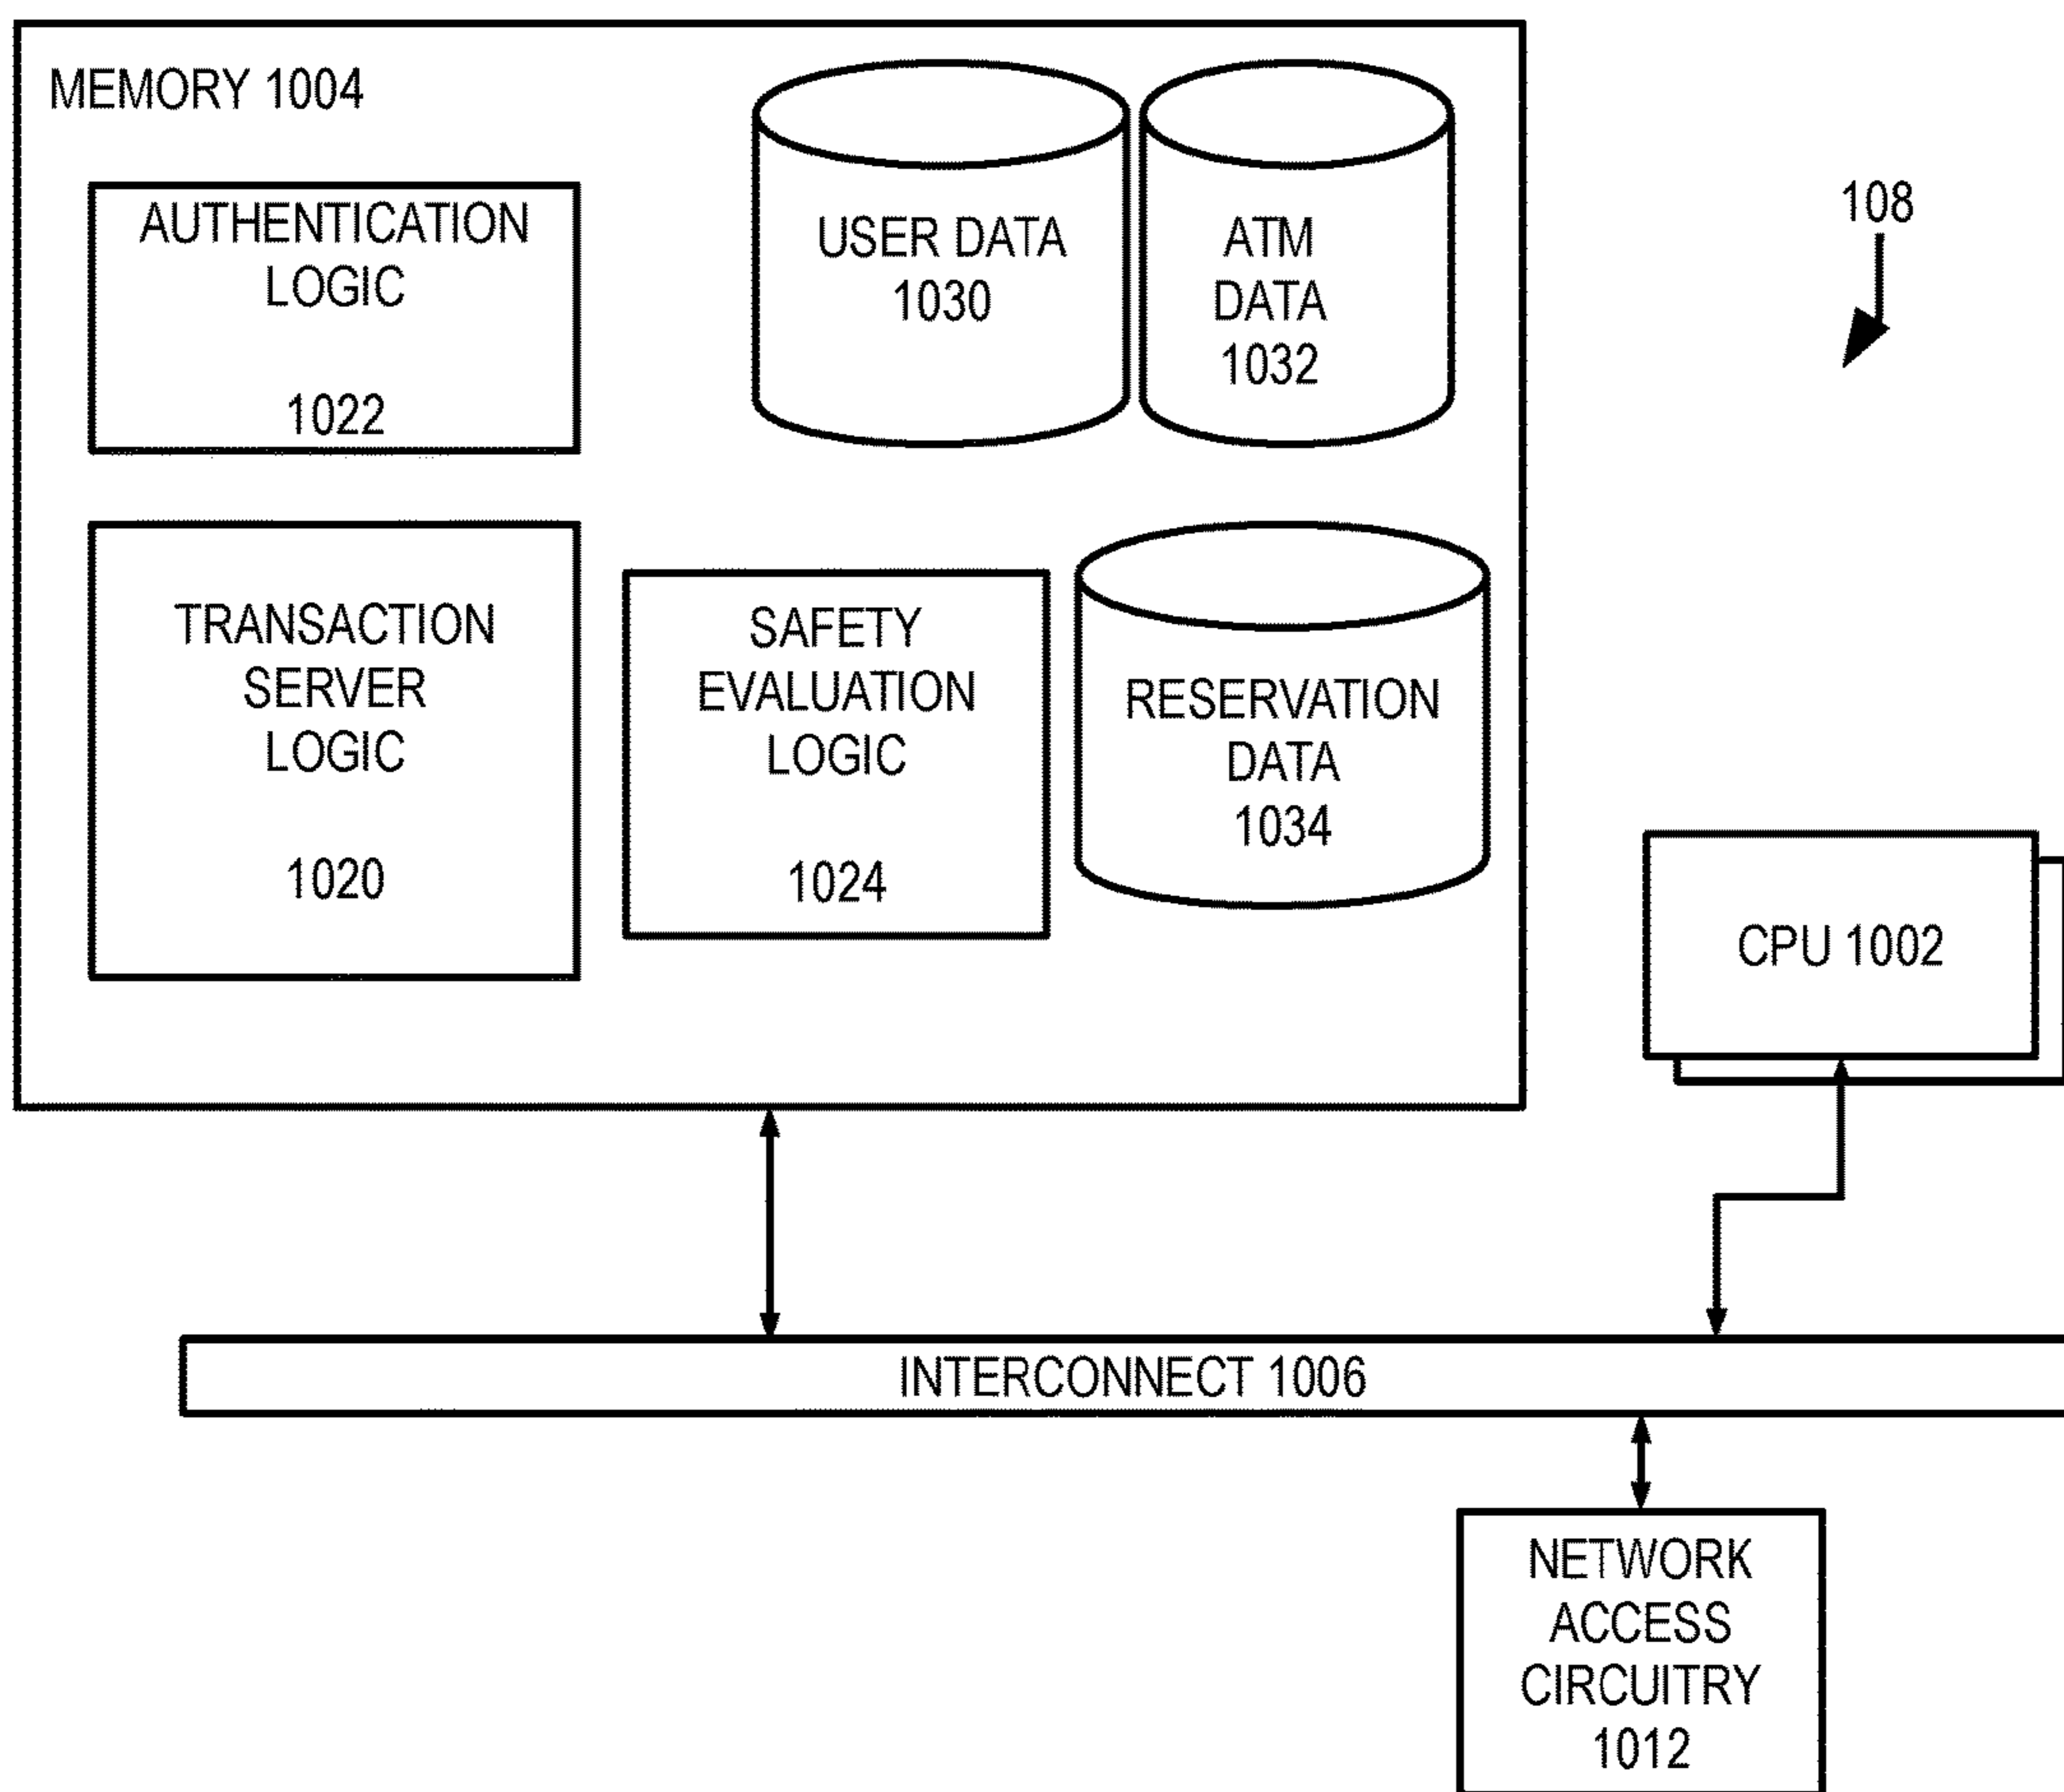 MEMORY 1004
AUTHENTICATION
LOGIC
1022
USER DATA
1030
ATM
DATA
1032
108
TRANSACTION
SERVER
LOGIC
1020
SAFETY
EVALUATION
LOGIC
1024
RESERVATION
DATA
1034
CPU 1002
INTERCONNECT 1006
NETWORK
ACCESS
CIRCUITRY
1012